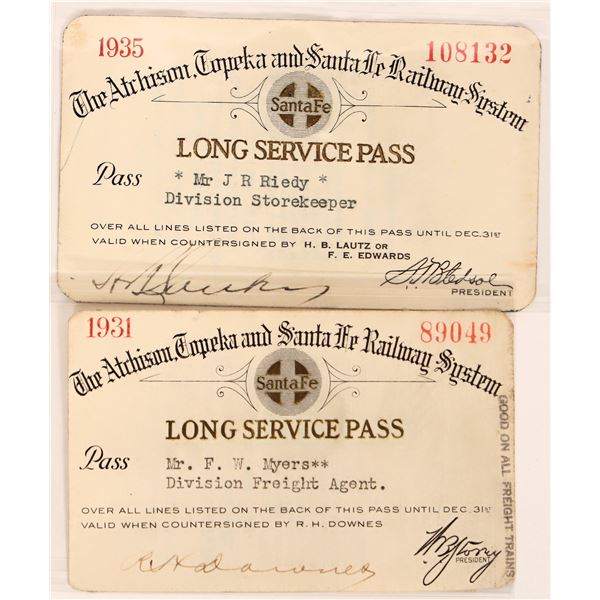 1935
108132
The Atchison, Topeka and Santa Fe Railway System
Santa Fe
LONG SERVICE PASS
Pass
* Mr J R Riedy *
Division Storekeeper
OVER ALL LINES LISTED ON THE BACK OF THIS PASS UNTIL DEC. 31ST
VALID WHEN COUNTERSIGNED BY H. B. LAUTZ OR
F. E. EDWARDS
S T Bledsoe
PRESIDENT
1931
89049
The Atchison, Topeka and Santa Fe Railway System
Santa Fe
LONG SERVICE PASS
Pass
Mr. F. W. Myers**
Division Freight Agent.
OVER ALL LINES LISTED ON THE BACK OF THIS PASS UNTIL DEC. 31ST
VALID WHEN COUNTERSIGNED BY R. H. DOWNES
R H Downes
W B Storey
PRESIDENT
GOOD ON ALL FREIGHT TRAINS